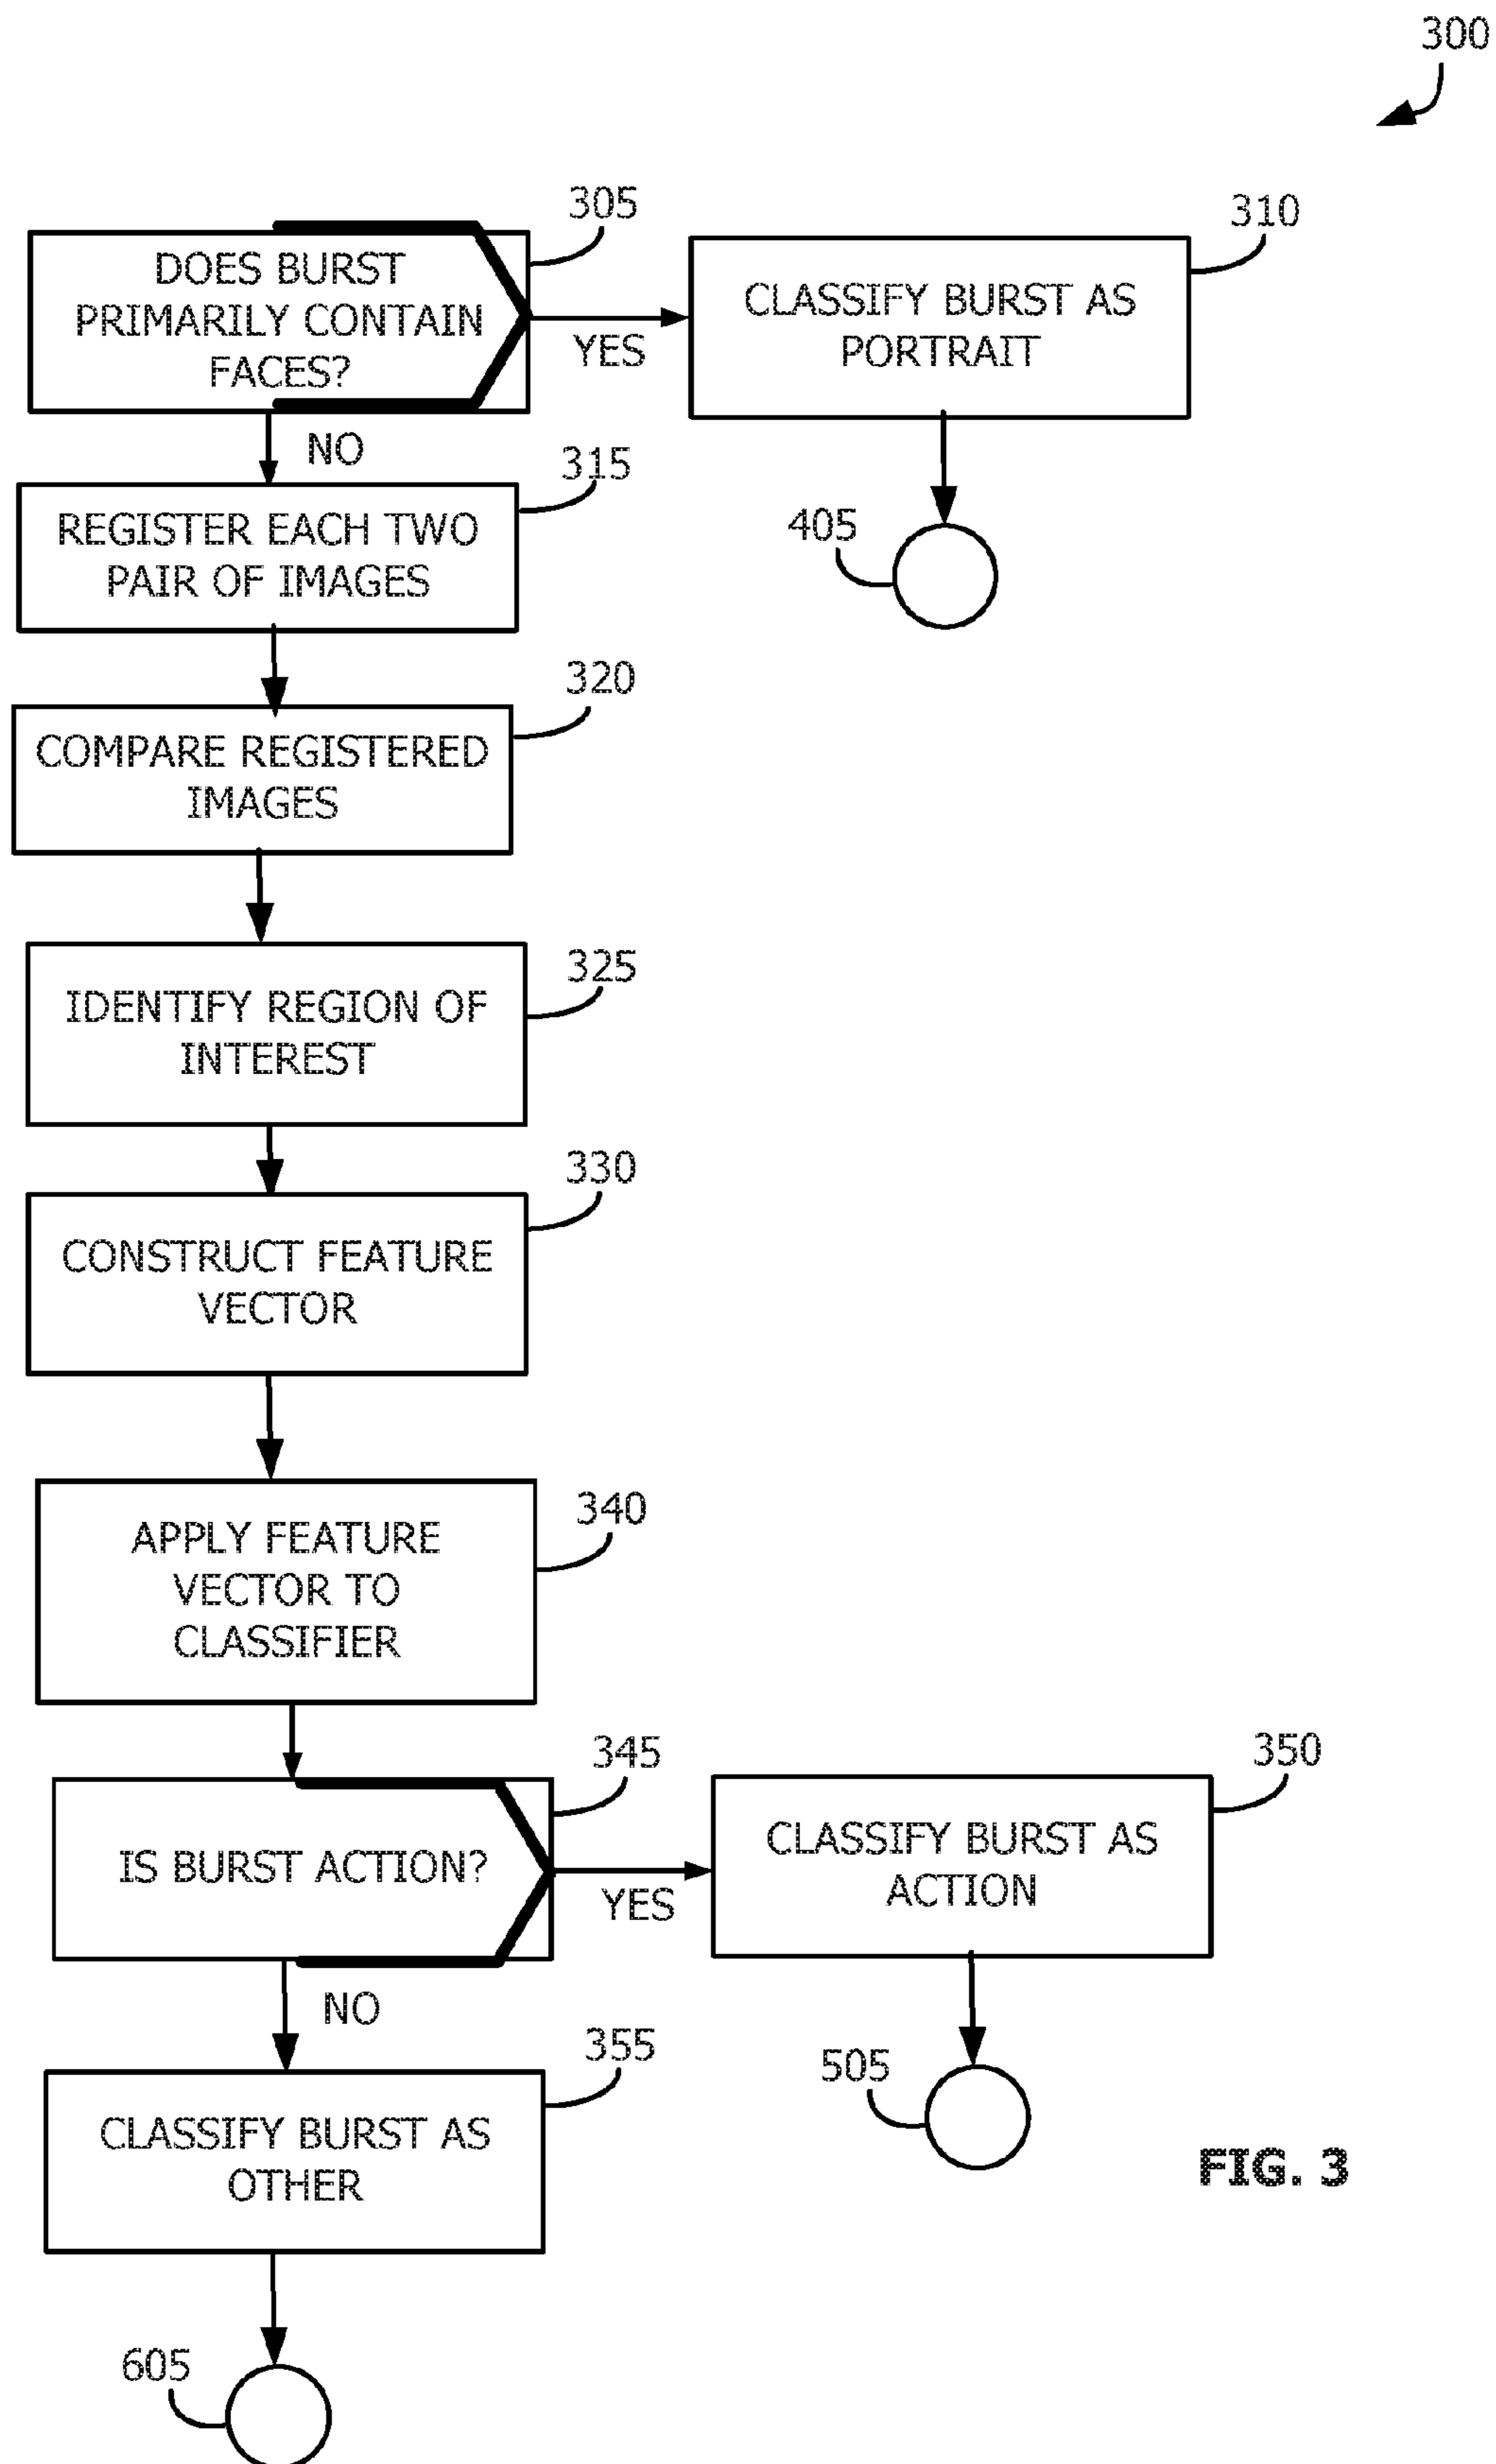 300
305
DOES BURST
PRIMARILY CONTAIN
FACES?
YES
310
CLASSIFY BURST AS
PORTRAIT
NO
405
315
REGISTER EACH TWO
PAIR OF IMAGES
320
COMPARE REGISTERED
IMAGES
325
IDENTIFY REGION OF
INTEREST
330
CONSTRUCT FEATURE
VECTOR
340
APPLY FEATURE
VECTOR TO
CLASSIFIER
345
IS BURST ACTION?
YES
350
CLASSIFY BURST AS
ACTION
NO
505
355
CLASSIFY BURST AS
OTHER
605
FIG. 3